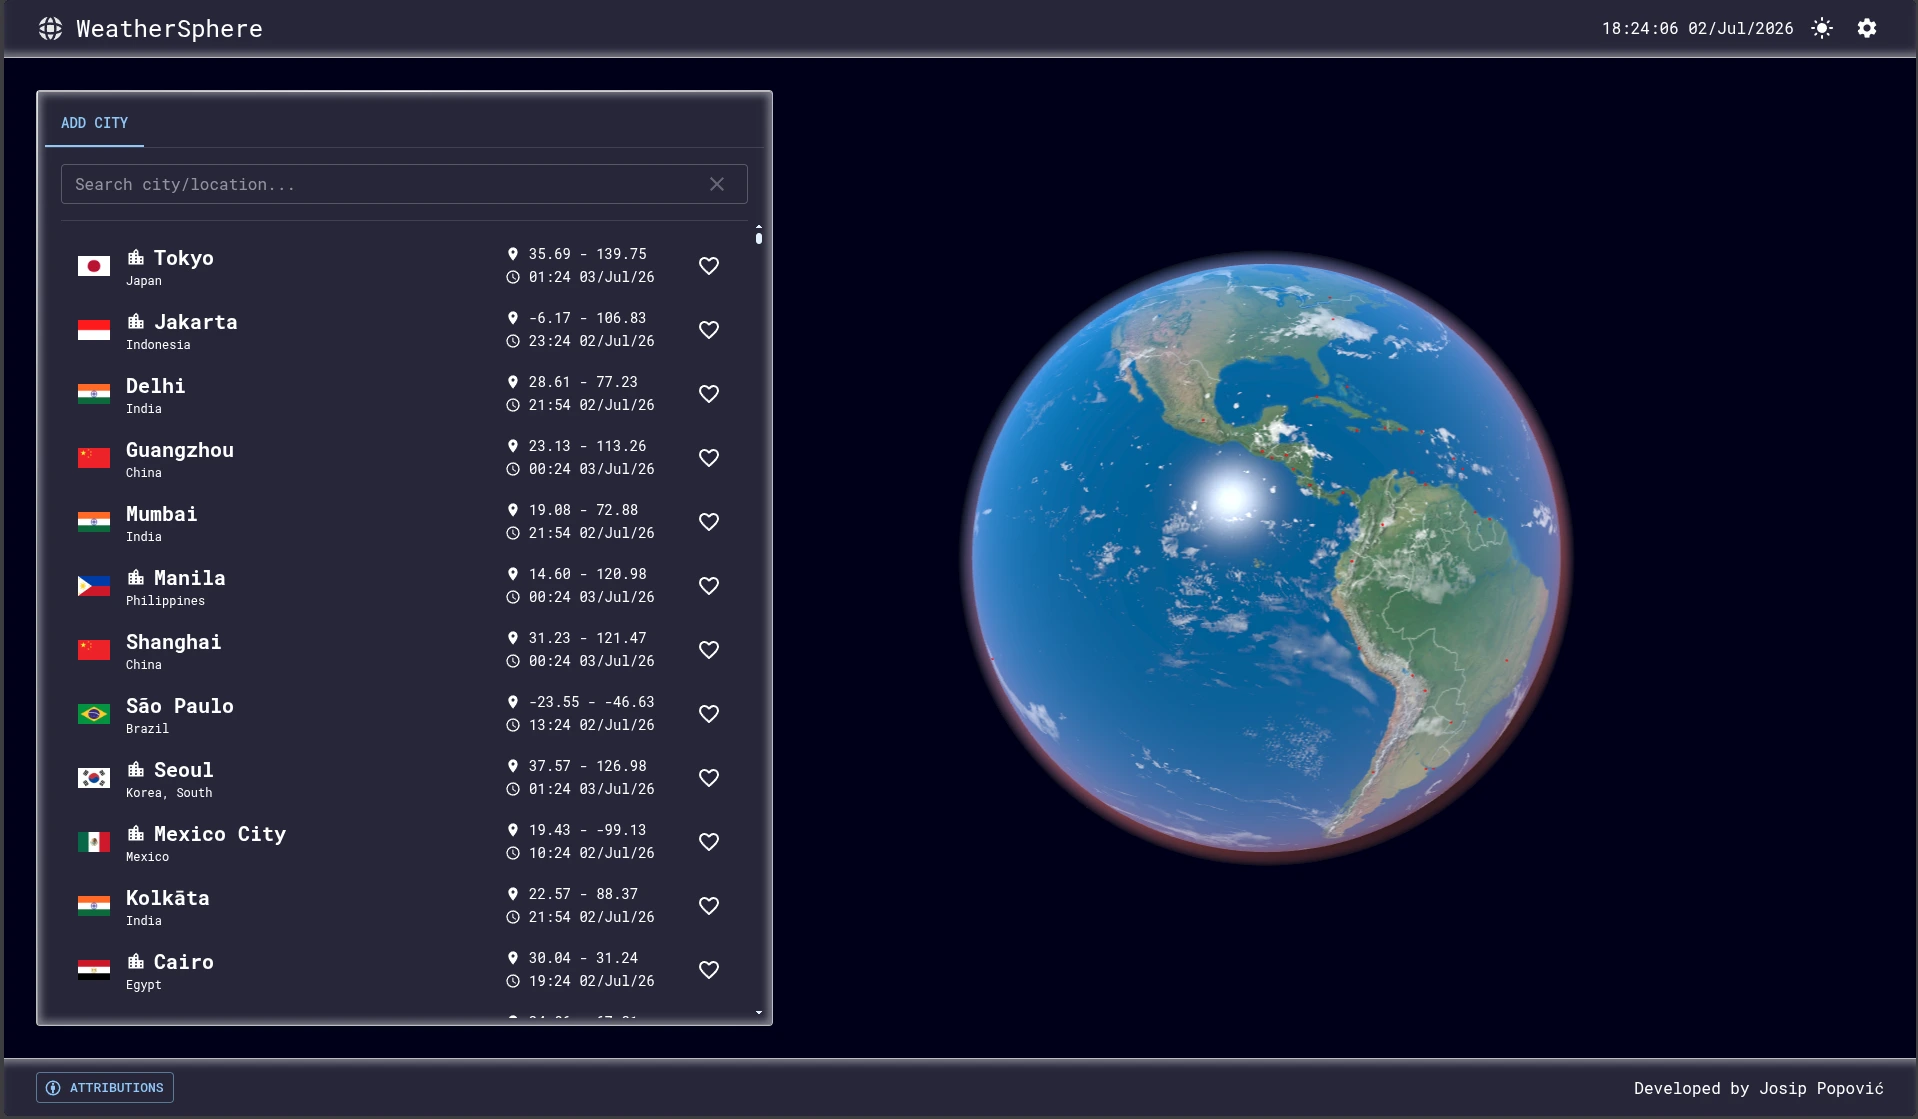 WeatherSphere
18:24:06 02/Jul/2026
ADD CITY
Search city/location...
Tokyo
Japan
35.69 - 139.75
01:24 03/Jul/26
Jakarta
Indonesia
-6.17 - 106.83
23:24 02/Jul/26
Delhi
India
28.61 - 77.23
21:54 02/Jul/26
Guangzhou
China
23.13 - 113.26
00:24 03/Jul/26
Mumbai
India
19.08 - 72.88
21:54 02/Jul/26
Manila
Philippines
14.60 - 120.98
00:24 03/Jul/26
Shanghai
China
31.23 - 121.47
00:24 03/Jul/26
São Paulo
Brazil
-23.55 - -46.63
13:24 02/Jul/26
Seoul
Korea, South
37.57 - 126.98
01:24 03/Jul/26
Mexico City
Mexico
19.43 - -99.13
10:24 02/Jul/26
Kolkāta
India
22.57 - 88.37
21:54 02/Jul/26
Cairo
Egypt
30.04 - 31.24
19:24 02/Jul/26
ATTRIBUTIONS
Developed by Josip Popović